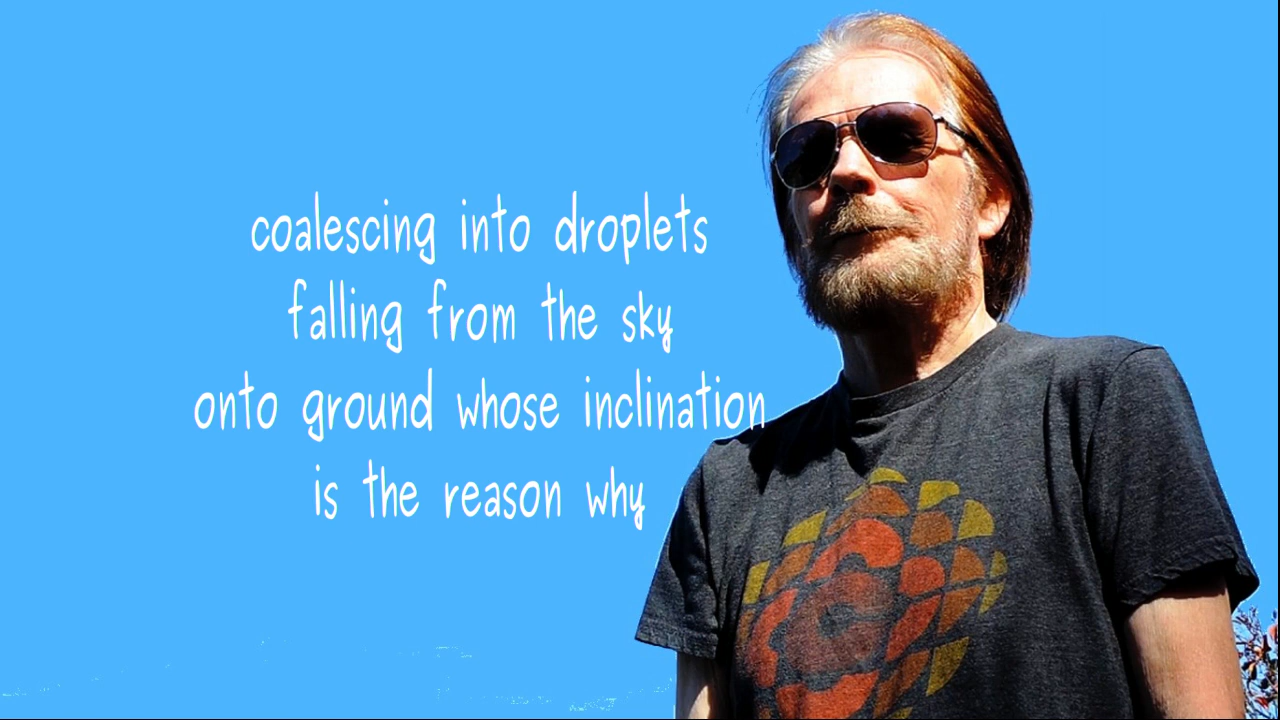 coalescing into droplets
falling from the sky
onto ground whose inclination
is the reason why